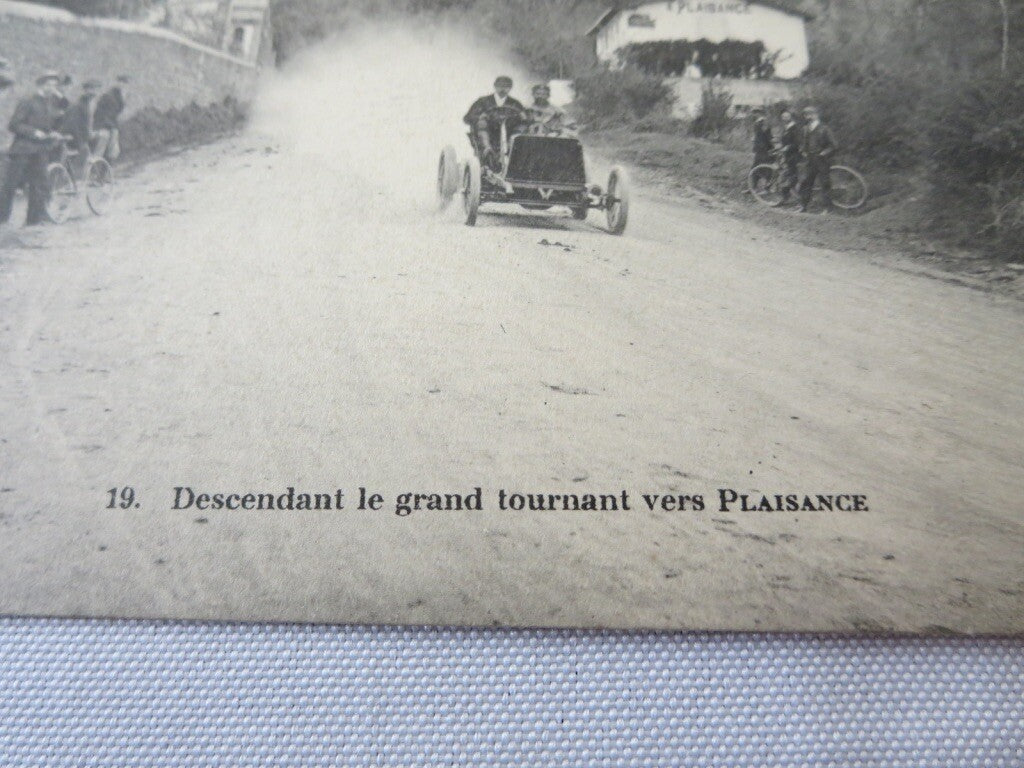 PLAISANCE
19. Descendant le grand tournant vers PLAISANCE